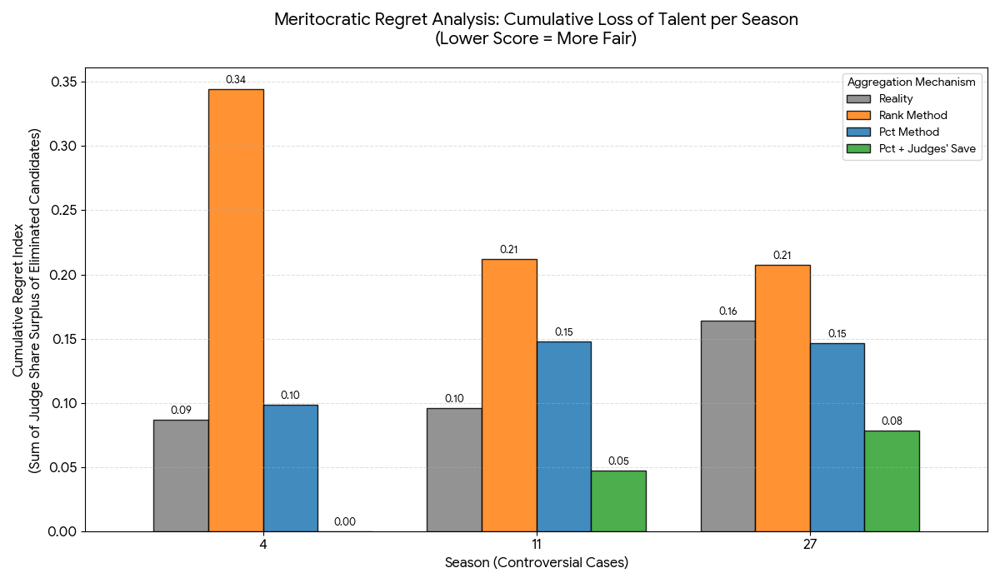 Meritocratic Regret Analysis: Cumulative Loss of Talent per Season
(Lower Score = More Fair)
Cumulative Regret Index
(Sum of Judge Share Surplus of Eliminated Candidates)
0.35
0.30
0.25
0.20
0.15
0.10
0.05
0.00
0.09
0.34
0.10
0.00
0.10
0.21
0.15
0.05
0.16
0.21
0.15
0.08
Aggregation Mechanism
Reality
Rank Method
Pct Method
Pct + Judges' Save
4
11
27
Season (Controversial Cases)